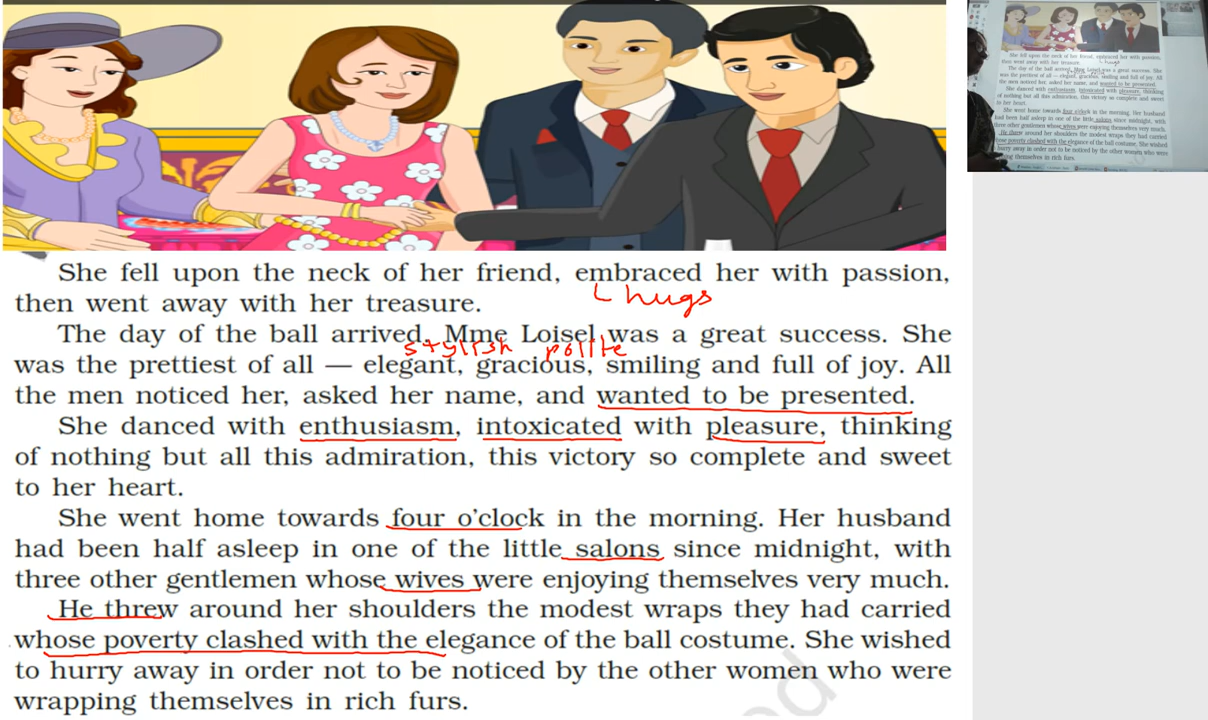 She fell upon the neck of her friend, embraced her with passion,
hugs
then went away with her treasure.
The day of the ball arrived. Mme Loisel was a great success. She
stylish polite
was the prettiest of all — elegant, gracious, smiling and full of joy. All
the men noticed her, asked her name, and wanted to be presented.
She danced with enthusiasm, intoxicated with pleasure, thinking
of nothing but all this admiration, this victory so complete and sweet
to her heart.
She went home towards four o'clock in the morning. Her husband
had been half asleep in one of the little salons since midnight, with
three other gentlemen whose wives were enjoying themselves very much.
He threw around her shoulders the modest wraps they had carried
whose poverty clashed with the elegance of the ball costume. She wished
to hurry away in order not to be noticed by the other women who were
wrapping themselves in rich furs.